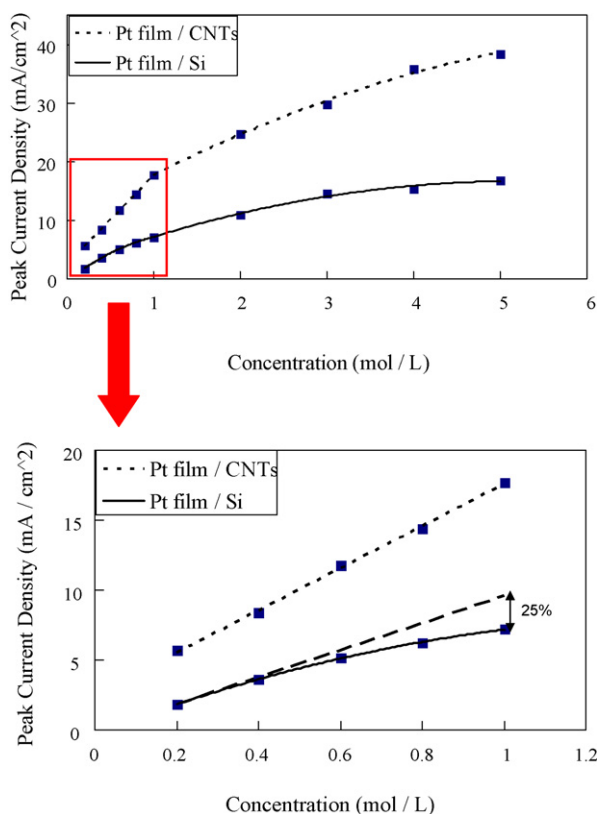 Peak Current Density (mA/cm^2)
40
30
20
10
0
Pt film / CNTs
Pt film / Si
0 1 2 3 4 5 6
Concentration (mol / L)
Peak Current Density (mA / cm^2)
20
15
10
5
0
Pt film / CNTs
Pt film / Si
25%
0 0.2 0.4 0.6 0.8 1 1.2
Concentration (mol / L)